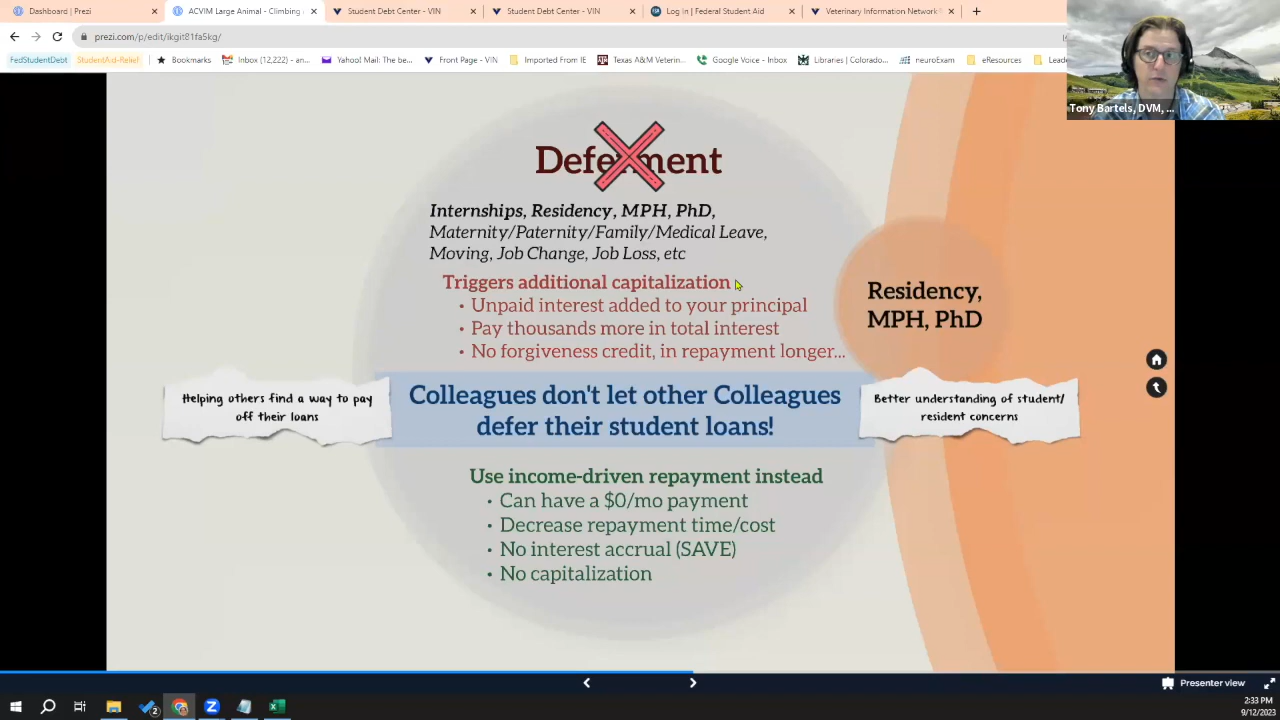 Dashboard | Prezi
ACVIM Large Animal - Climbing
Student Debt Center - VIN
Student Debt Center - VIN
Log In | Federal Student Aid
Veterinary Information Network
prezi.com/p/edit/ikgit81fa5kg/
FedStudentDebt
StudentAid-Relief
Bookmarks
Inbox (12,222) - an...
Yahoo! Mail: The be...
Front Page - VIN
Imported From IE
Texas A&M Veterin...
Google Voice - Inbox
Libraries | Colorado...
neuroExam
eResources
Leade
Tony Bartels, DVM, ...
Deferment
Internships, Residency, MPH, PhD,
Maternity/Paternity/Family/Medical Leave,
Moving, Job Change, Job Loss, etc
Triggers additional capitalization
• Unpaid interest added to your principal
• Pay thousands more in total interest
• No forgiveness credit, in repayment longer...
Residency,
MPH, PhD
Helping others find a way to pay
off their loans
Colleagues don't let other Colleagues
defer their student loans!
Better understanding of student/
resident concerns
Use income-driven repayment instead
• Can have a $0/mo payment
• Decrease repayment time/cost
• No interest accrual (SAVE)
• No capitalization
Presenter view
2
2:33 PM
9/12/2023